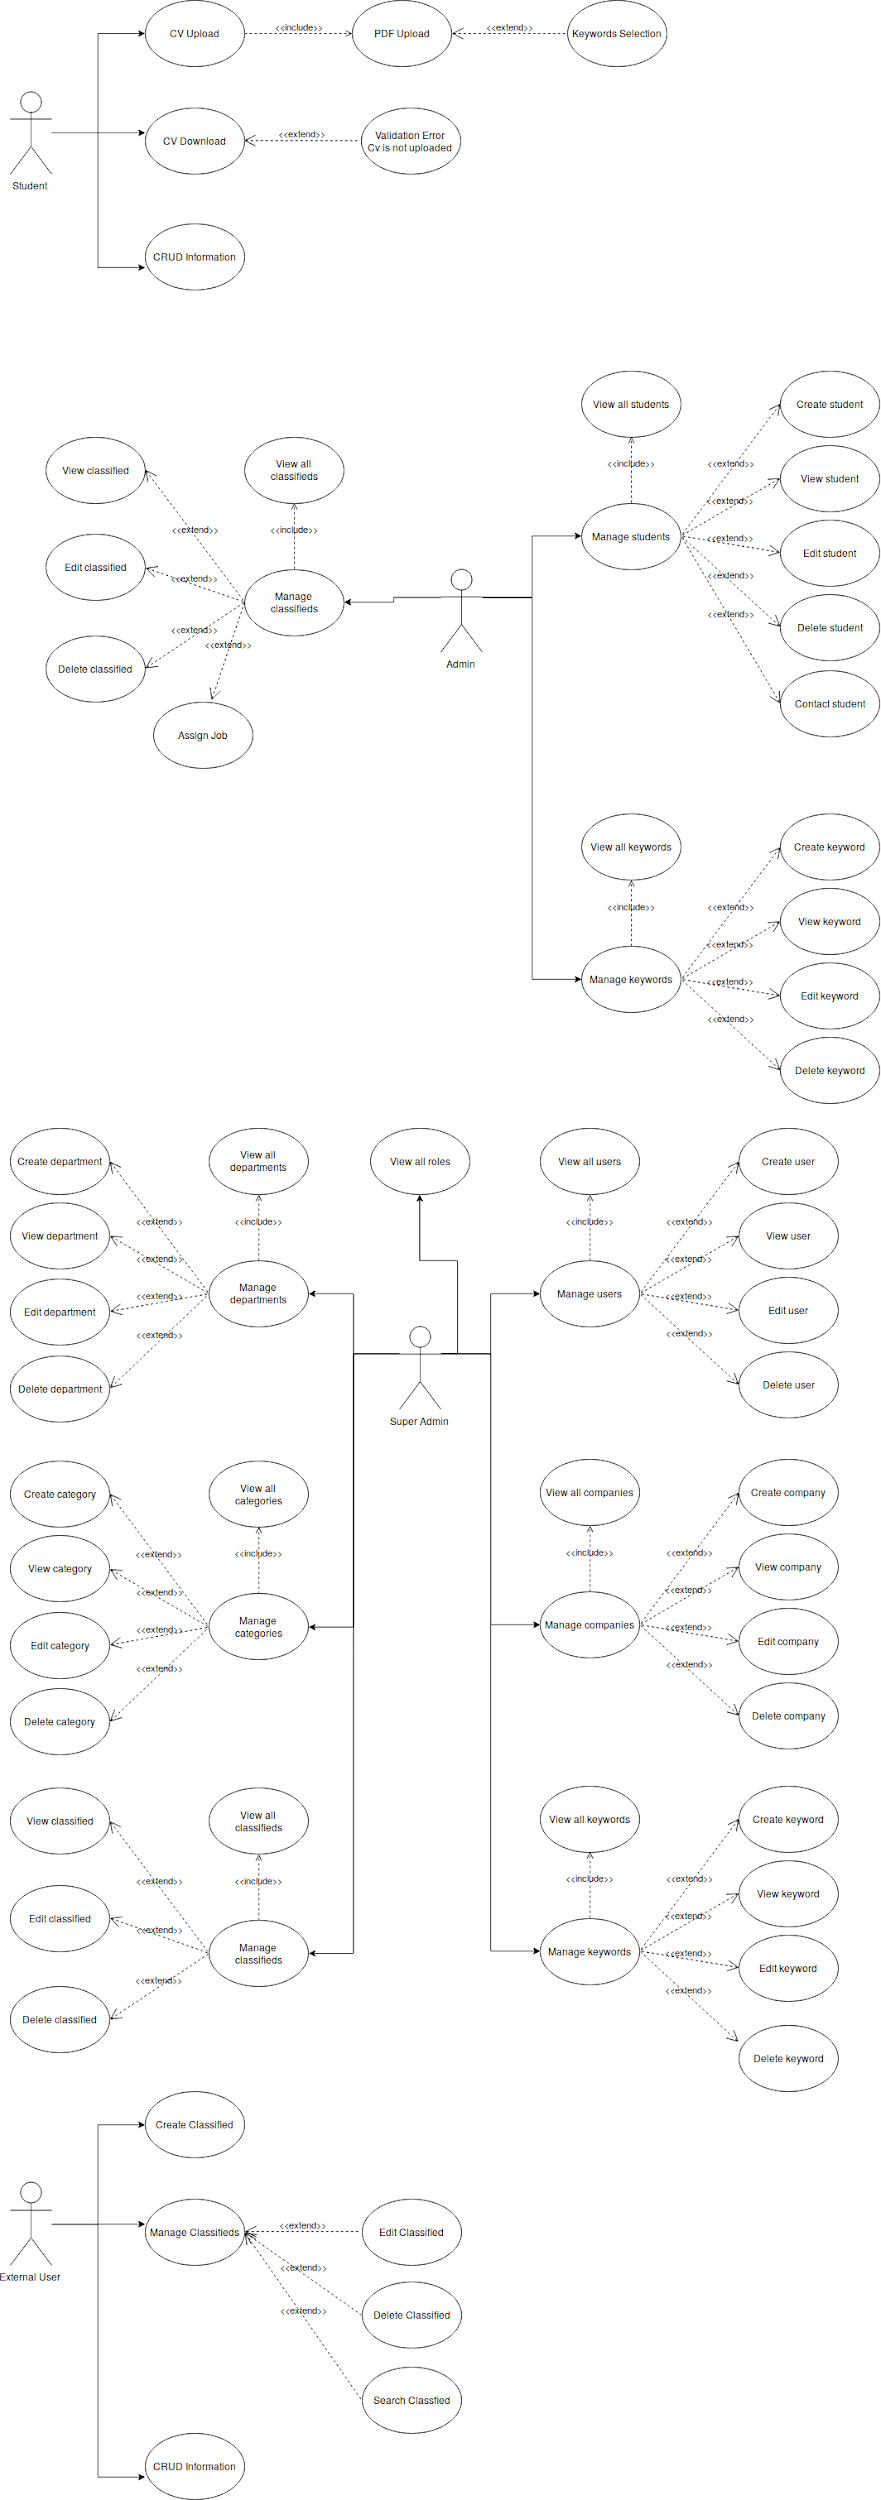 CV Upload
<<include>>
PDF Upload
<<extend>>
Keywords Selection
CV Download
<<extend>>
Validation Error
Cv is not uploaded
Student
CRUD Information
View all students
Create student
<<include>>
<<extend>>
View student
<<extend>>
Manage students
<<extend>>
Edit student
<<extend>>
Delete student
<<extend>>
Contact student
View classified
View all
classifieds
<<extend>>
<<include>>
Edit classified
<<extend>>
Manage
classifieds
<<extend>>
<<extend>>
Delete classified
Assign Job
Admin
View all keywords
Create keyword
<<include>>
<<extend>>
View keyword
<<extend>>
Manage keywords
<<extend>>
Edit keyword
<<extend>>
Delete keyword
Create department
View all
departments
View all roles
View all users
Create user
<<extend>>
<<include>>
<<include>>
<<extend>>
View department
View user
<<extend>>
<<extend>>
Manage
departments
Manage users
<<extend>>
<<extend>>
Edit department
Edit user
<<extend>>
<<extend>>
Delete department
Delete user
Super Admin
Create category
View all
categories
View all companies
Create company
<<extend>>
<<include>>
<<include>>
<<extend>>
View category
View company
<<extend>>
<<extend>>
Manage
categories
Manage companies
<<extend>>
<<extend>>
Edit category
Edit company
<<extend>>
<<extend>>
Delete category
Delete company
View classified
View all
classifieds
View all keywords
Create keyword
<<extend>>
<<include>>
<<include>>
<<extend>>
Edit classified
View keyword
<<extend>>
<<extend>>
Manage
classifieds
Manage keywords
<<extend>>
Edit keyword
<<extend>>
<<extend>>
Delete classified
Delete keyword
Create Classified
Manage Classifieds
<<extend>>
Edit Classified
<<extend>>
Delete Classified
<<extend>>
Search Classfied
External User
CRUD Information